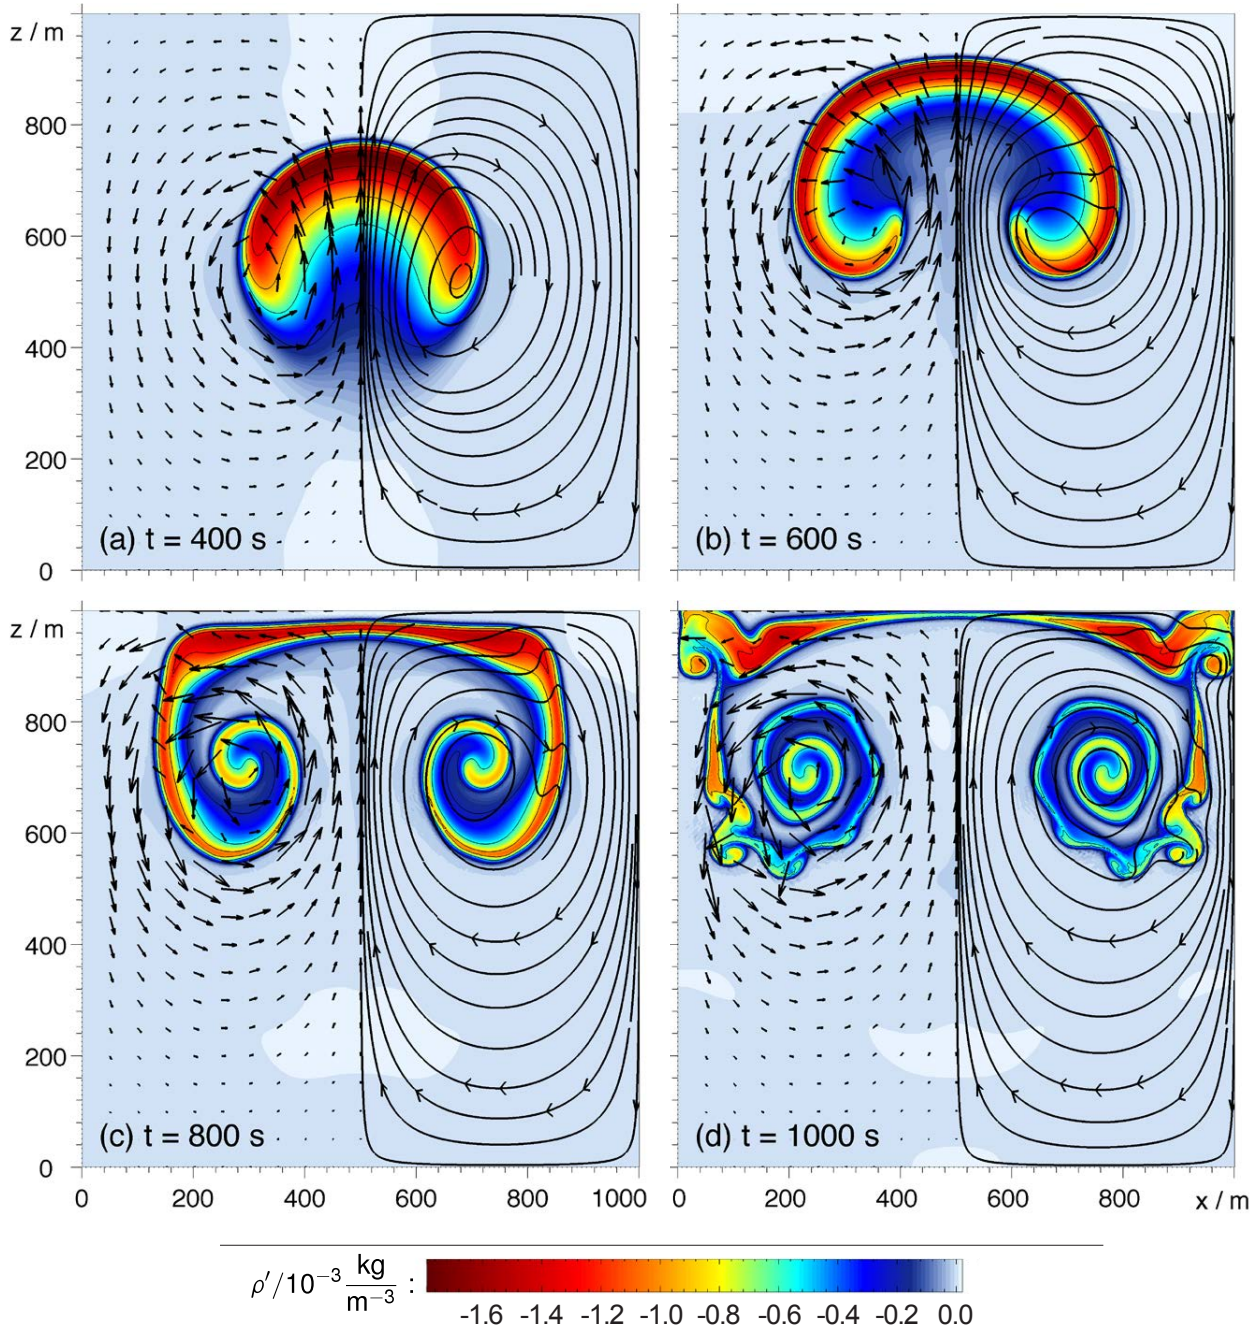 z / m
800
600
400
200
0
(a) t = 400 s
(b) t = 600 s
z / m
800
600
400
200
0
(c) t = 800 s
(d) t = 1000 s
0 200 400 600 800 1000 0 200 400 600 800 x / m
ρ′/10⁻³ kg/m⁻³ :
-1.6 -1.4 -1.2 -1.0 -0.8 -0.6 -0.4 -0.2 0.0